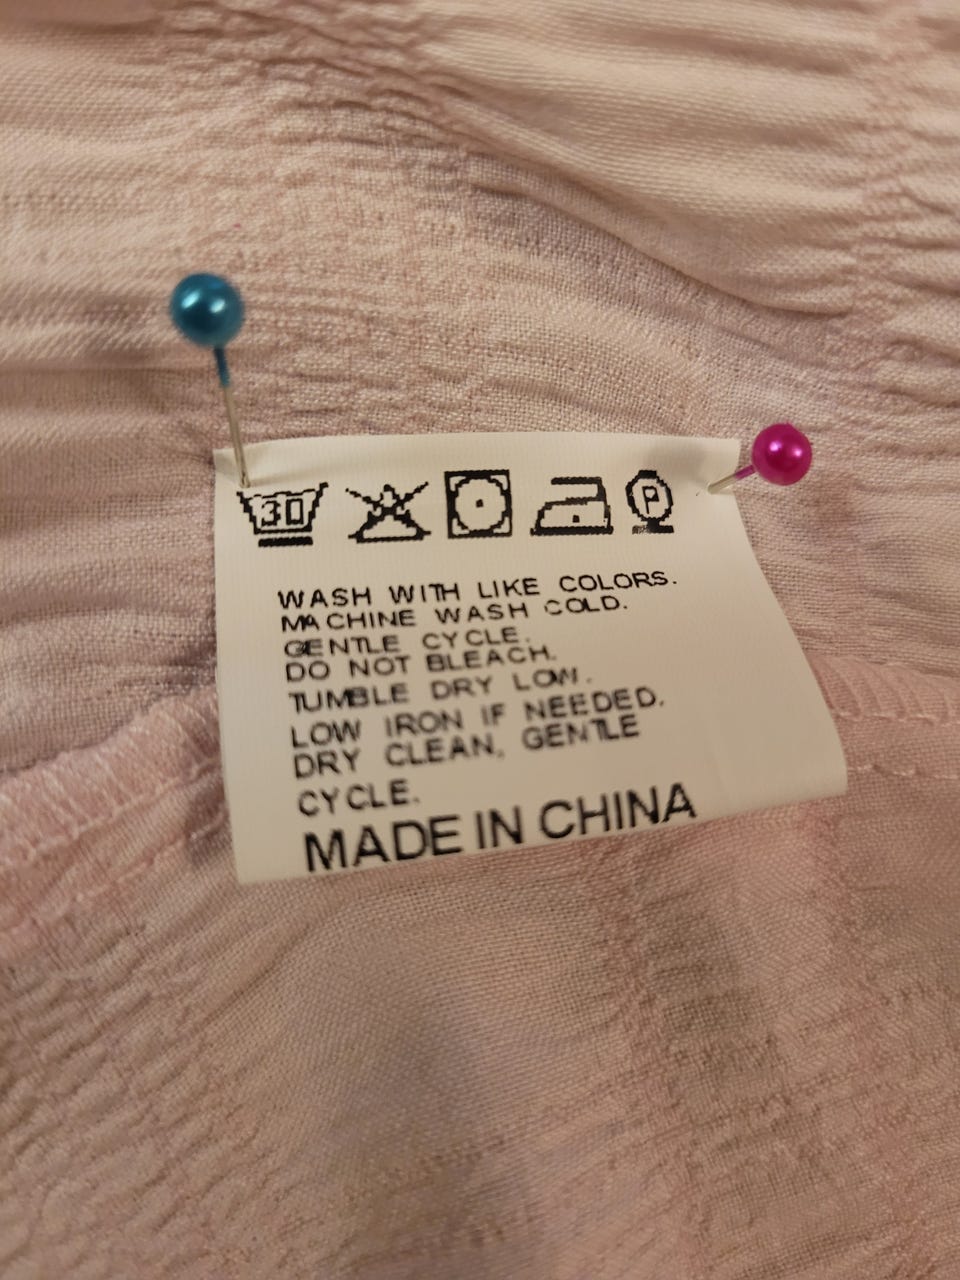 30 P
WASH WITH LIKE COLORS.
MACHINE WASH COLD.
GENTLE CYCLE.
DO NOT BLEACH.
TUMBLE DRY LOW.
LOW IRON IF NEEDED.
DRY CLEAN, GENTLE
CYCLE.
MADE IN CHINA